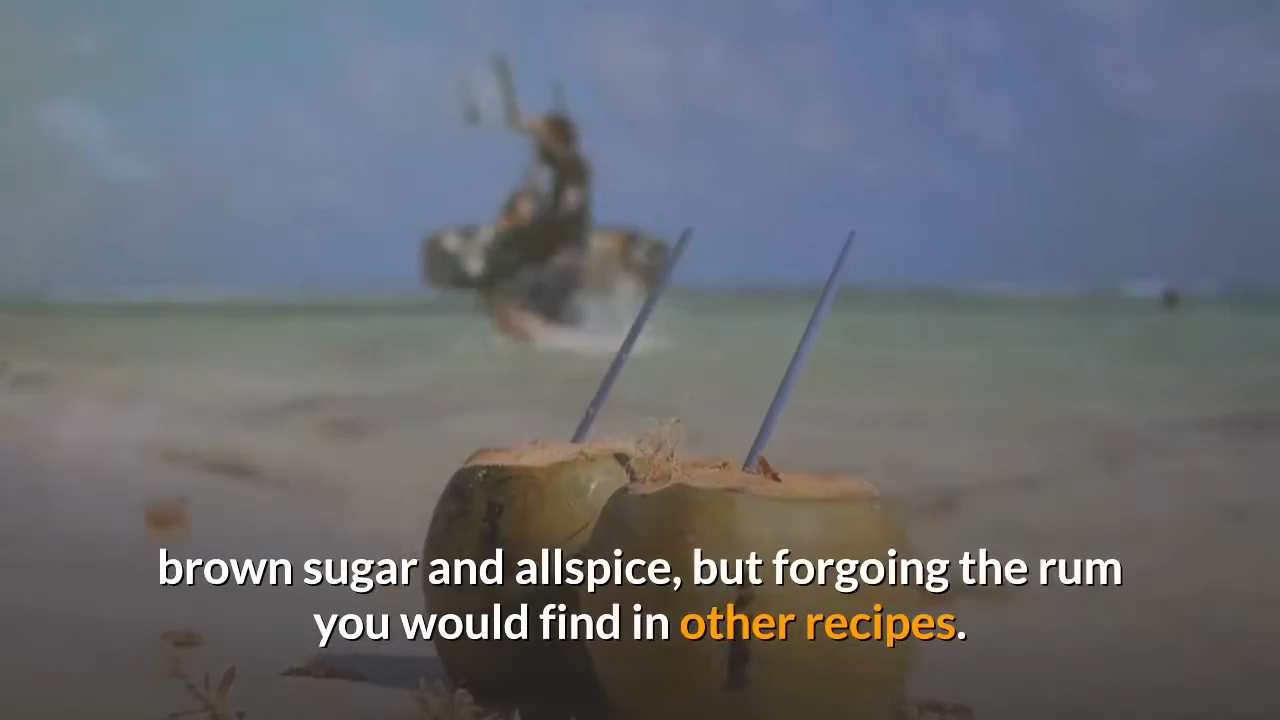 brown sugar and allspice, but forgoing the rum
you would find in other recipes.